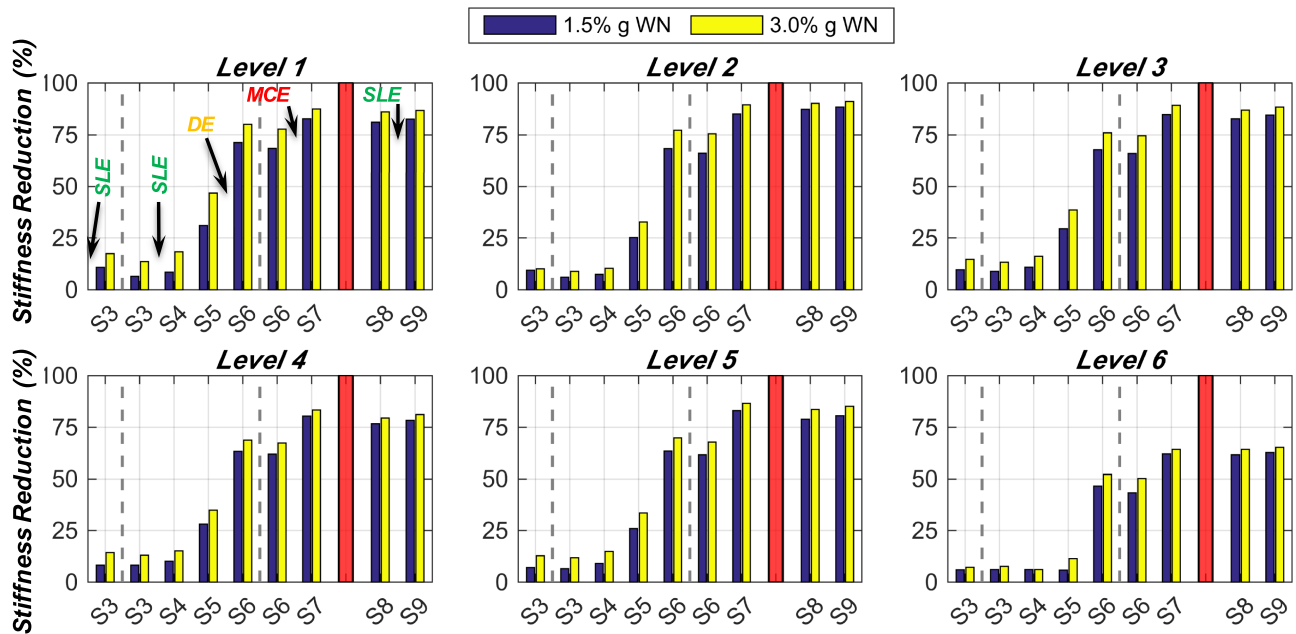 1.5% g WN 3.0% g WN
Level 1 Level 2 Level 3
Stiffness Reduction (%)
100
75
50
25
0
SLE
SLE
DE
MCE
SLE
S3 S3 S4 S5 S6 S6 S7 S8 S9
100
75
50
25
0
S3 S3 S4 S5 S6 S6 S7 S8 S9
100
75
50
25
0
S3 S3 S4 S5 S6 S6 S7 S8 S9
Level 4 Level 5 Level 6
Stiffness Reduction (%)
100
75
50
25
0
S3 S3 S4 S5 S6 S6 S7 S8 S9
100
75
50
25
0
S3 S3 S4 S5 S6 S6 S7 S8 S9
100
75
50
25
0
S3 S3 S4 S5 S6 S6 S7 S8 S9